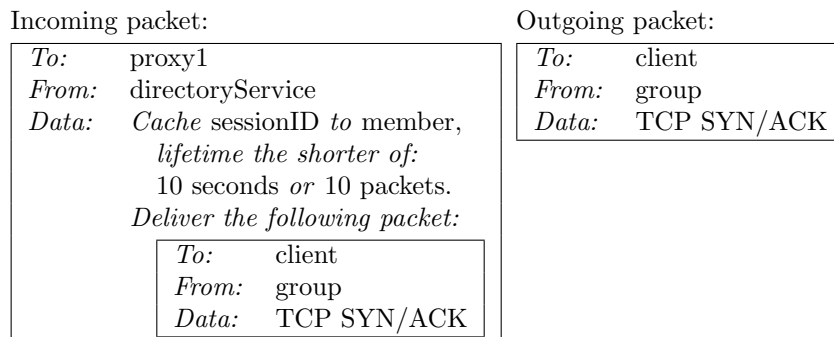 Incoming packet:
To: proxy1
From: directoryService
Data: Cache sessionID to member,
lifetime the shorter of:
10 seconds or 10 packets.
Deliver the following packet:
To: client
From: group
Data: TCP SYN/ACK
Outgoing packet:
To: client
From: group
Data: TCP SYN/ACK